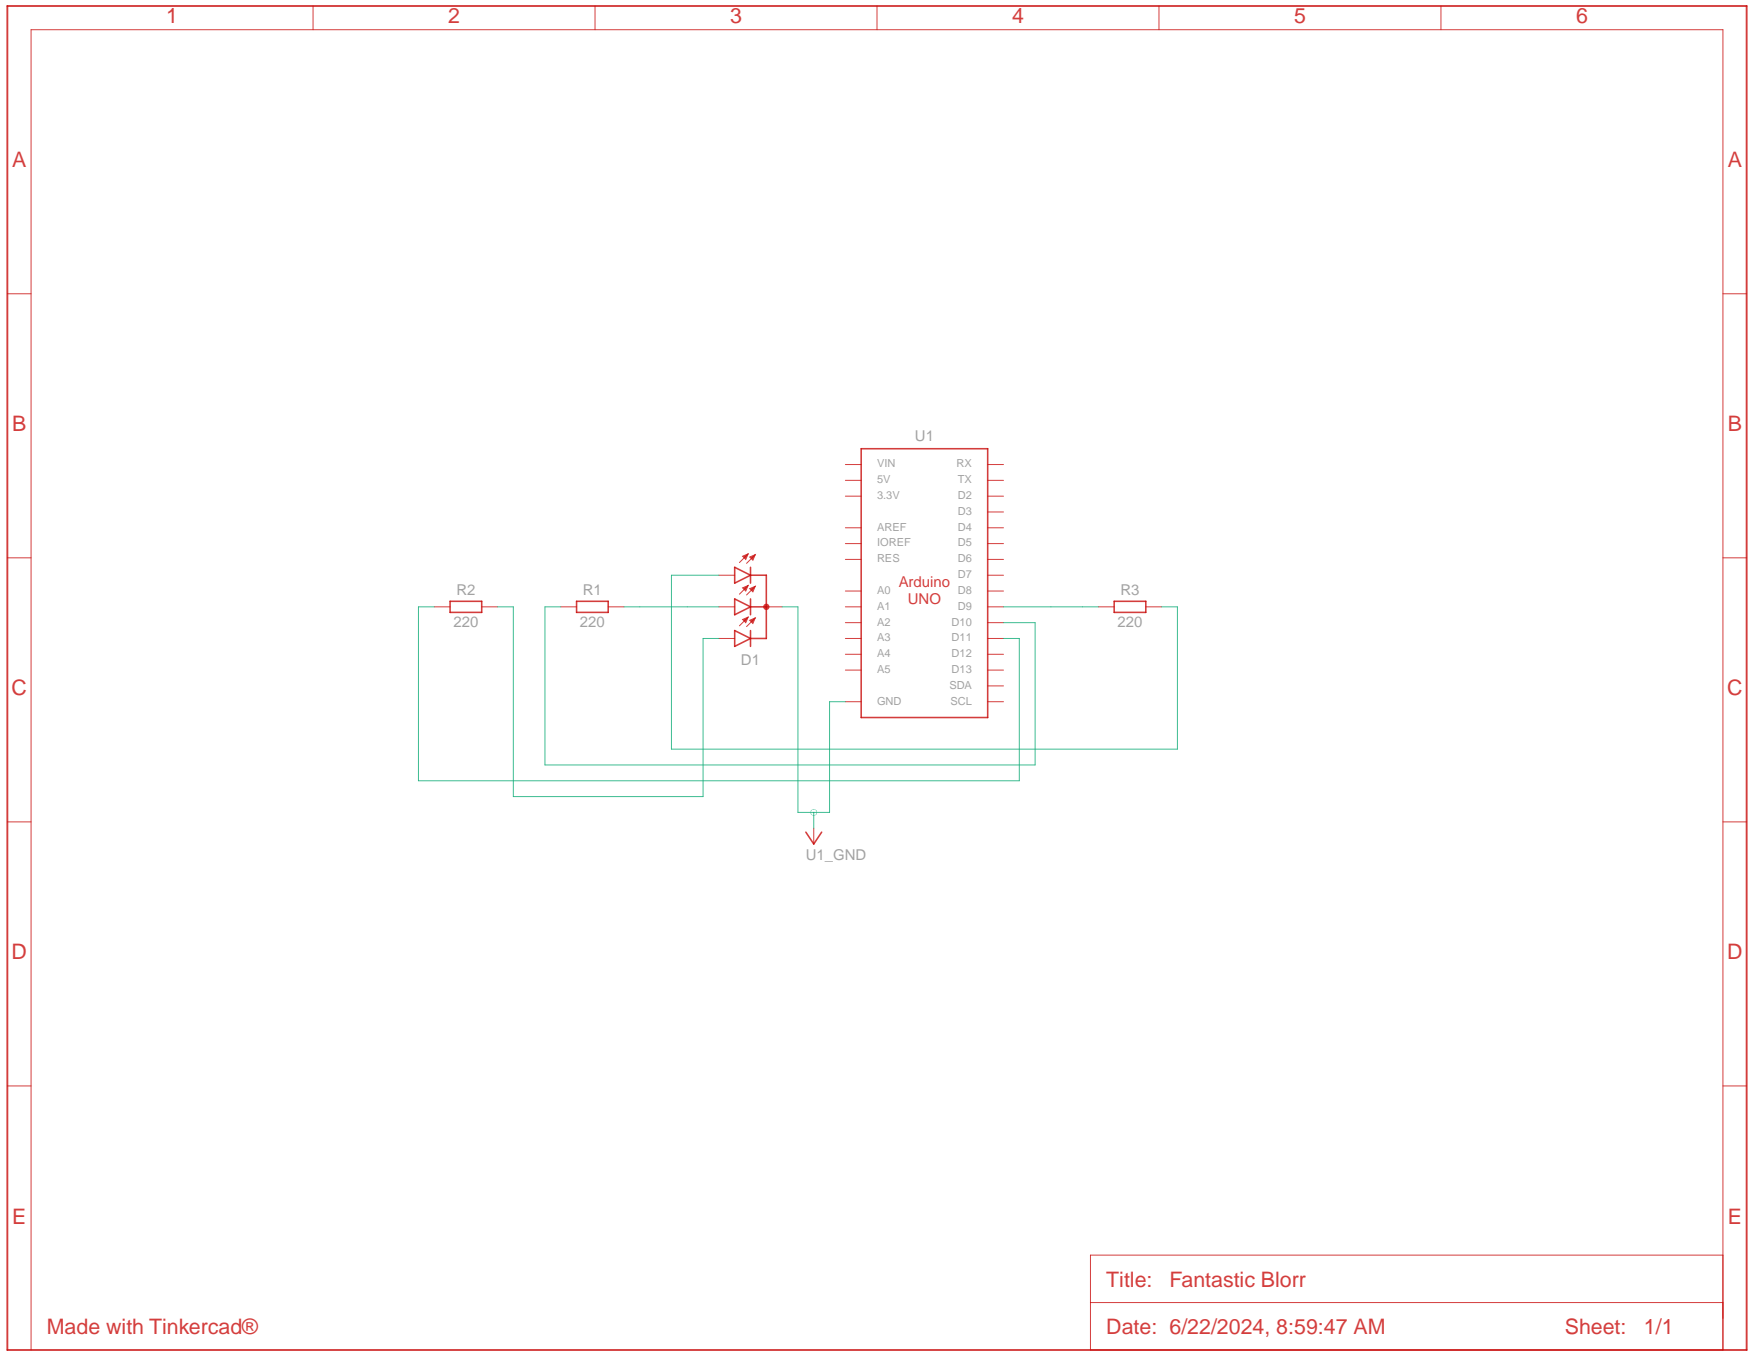 1 2 3 4 5 6
A A
B B
U1
VIN RX
5V TX
3.3V D2
D3
AREF D4
IOREF D5
RES D6
D7
A0 D8
Arduino
UNO
A1 D9
A2 D10
A3 D11
A4 D12
A5 D13
SDA
GND SCL
R2
220
R1
220
D1
R3
220
C C
U1_GND
D D
E E
Title: Fantastic Blorr
Made with Tinkercad®
Date: 6/22/2024, 8:59:47 AM Sheet: 1/1